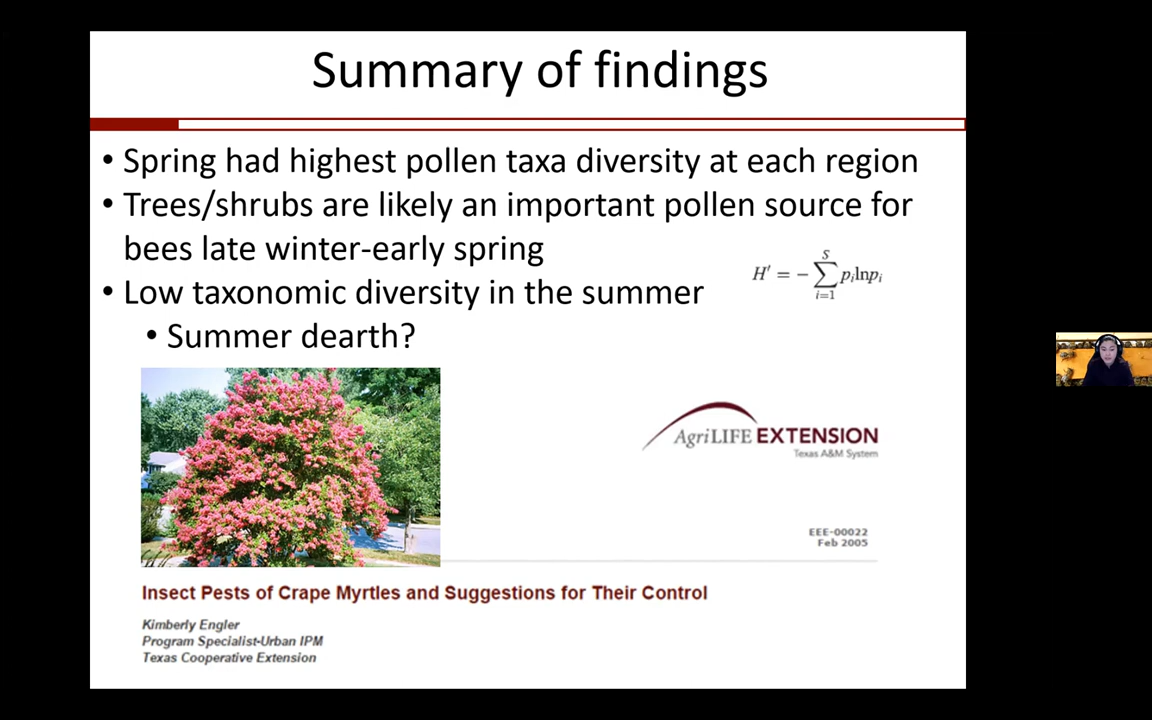 Summary of findings
• Spring had highest pollen taxa diversity at each region
• Trees/shrubs are likely an important pollen source for
bees late winter-early spring
H' = − S∑i=1 pᵢlnpᵢ
• Low taxonomic diversity in the summer
• Summer dearth?
AgriLIFE EXTENSION
Texas A&M System
EEE-00022
Feb 2005
Insect Pests of Crape Myrtles and Suggestions for Their Control
Kimberly Engler
Program Specialist-Urban IPM
Texas Cooperative Extension